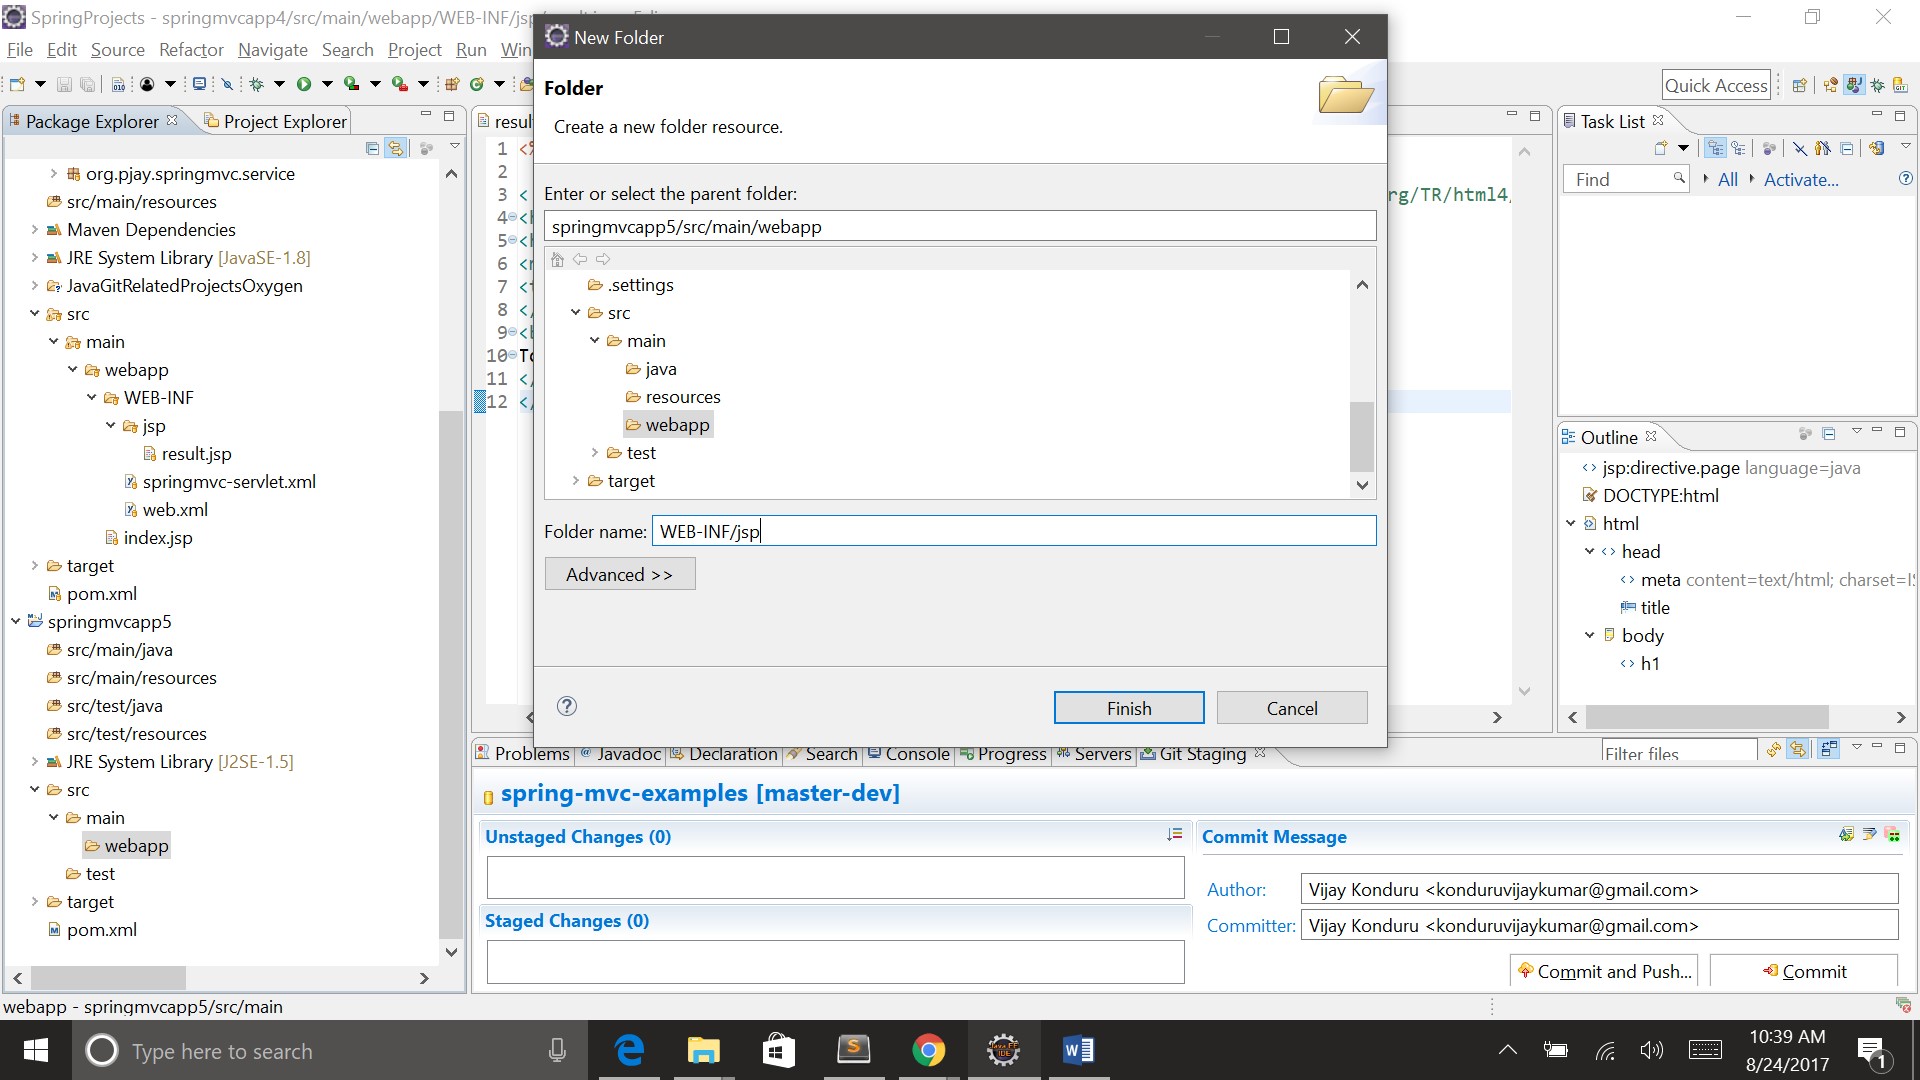 SpringProjects - springmvcapp4/src/main/webapp/WEB-INF/jsp
File Edit Source Refactor Navigate Search Project Run Win
Quick Access
Package Explorer
Project Explorer
org.pjay.springmvc.service
src/main/resources
Maven Dependencies
JRE System Library [JavaSE-1.8]
JavaGitRelatedProjectsOxygen
src
main
webapp
WEB-INF
jsp
result.jsp
springmvc-servlet.xml
web.xml
index.jsp
target
pom.xml
springmvcapp5
src/main/java
src/main/resources
src/test/java
src/test/resources
JRE System Library [J2SE-1.5]
src
main
webapp
test
target
pom.xml
resul
1 <%
2
3 <
rg/TR/html4/
4 <h
5 <h
6 <m
7 <t
8 </
9 <b
10 To
11 </
12 </
New Folder
Folder
Create a new folder resource.
Enter or select the parent folder:
springmvcapp5/src/main/webapp
.settings
src
main
java
resources
webapp
test
target
Folder name: WEB-INF/jsp
Advanced >>
Finish
Cancel
Task List
Find
All
Activate...
Outline
jsp:directive.page language=java
DOCTYPE:html
html
head
meta content=text/html; charset=IS
title
body
h1
Problems @ Javadoc Declaration Search Console Progress Servers Git Staging
Filter files
spring-mvc-examples [master-dev]
Unstaged Changes (0)
Staged Changes (0)
Commit Message
Author: Vijay Konduru <konduruvijaykumar@gmail.com>
Committer: Vijay Konduru <konduruvijaykumar@gmail.com>
Commit and Push...
Commit
webapp - springmvcapp5/src/main
Type here to search
10:39 AM
8/24/2017
1